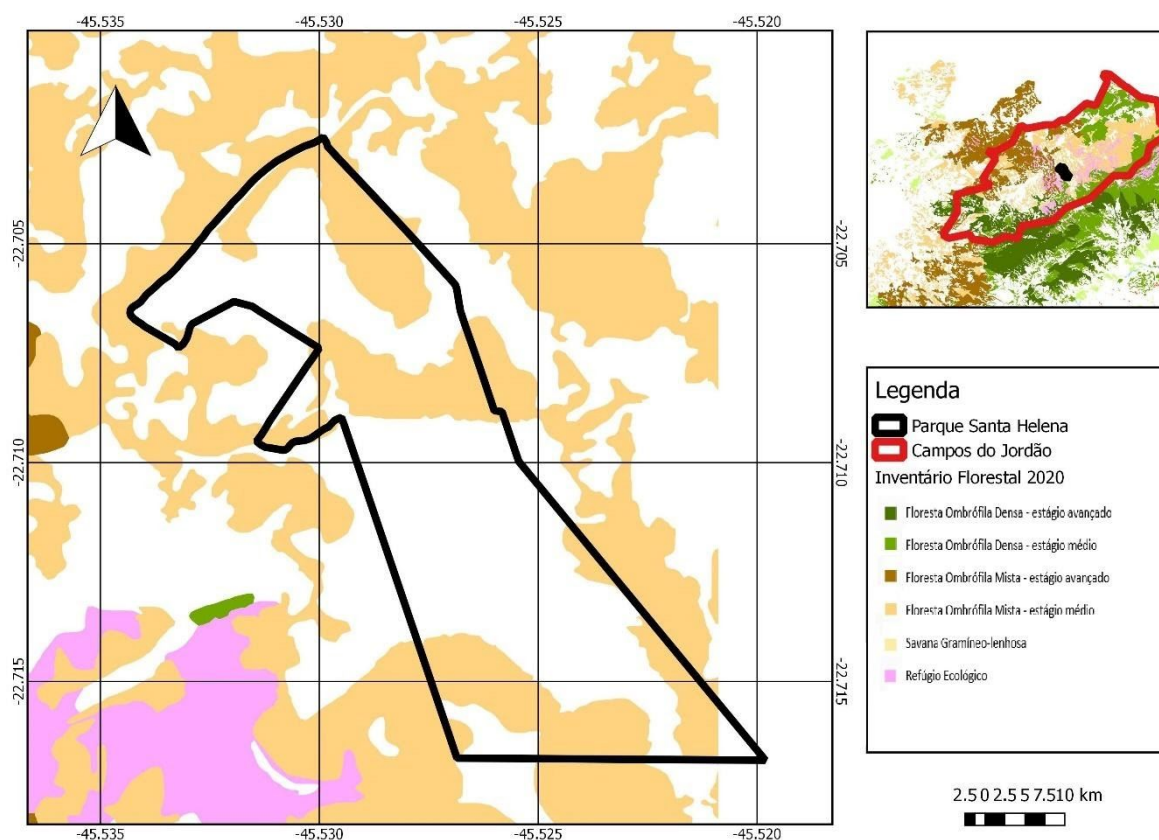 -45.535
-45.530
-45.525
-45.520
-22.705
-22.705
-22.710
-22.710
-22.715
-22.715
-45.535
-45.530
-45.525
-45.520
Legenda
Parque Santa Helena
Campos do Jordão
Inventário Florestal 2020
Floresta Ombrófila Densa - estágio avançado
Floresta Ombrófila Densa - estágio médio
Floresta Ombrófila Mista - estágio avançado
Floresta Ombrófila Mista - estágio médio
Savana Gramíneo-lenhosa
Refúgio Ecológico
2.5 0 2.5 5 7.510 km